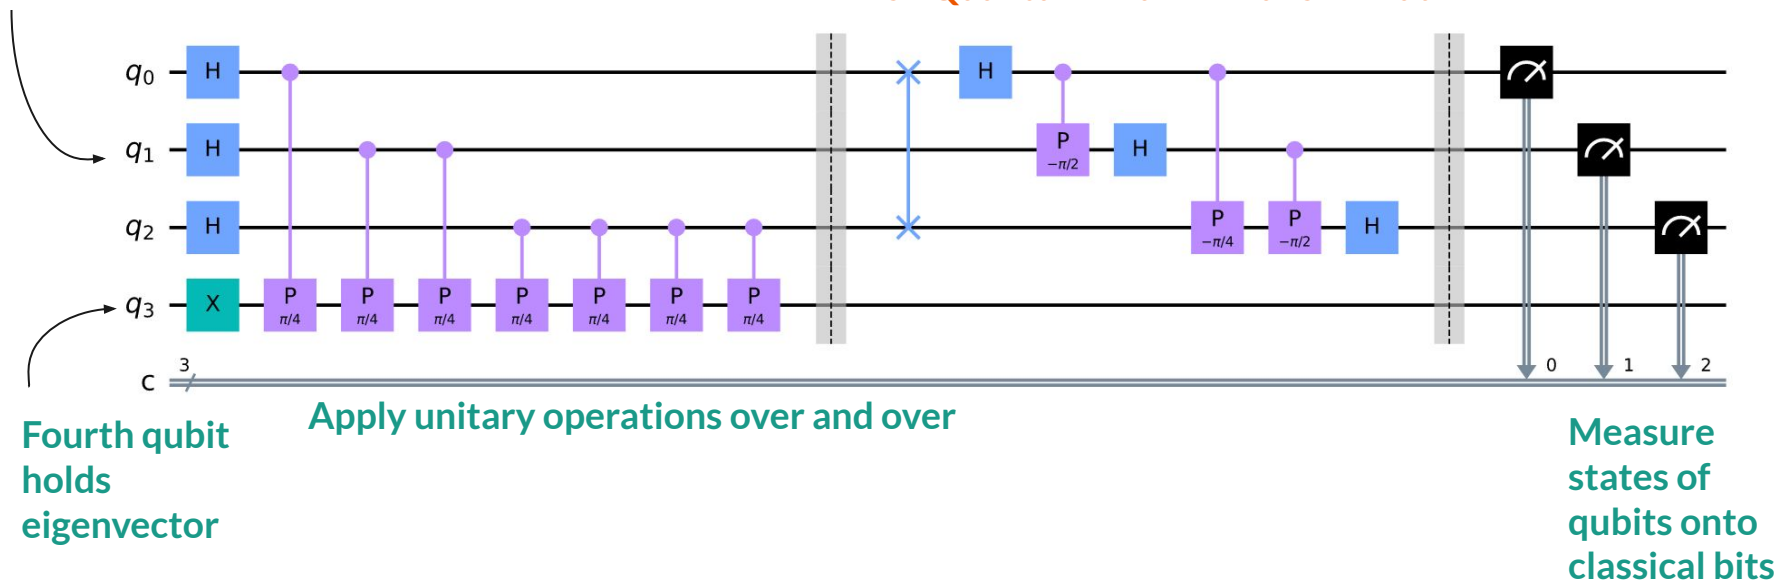 q0 H H
q1 H P -π/2 H
q2 H P -π/4 P -π/2 H
q3 X P π/4 P π/4 P π/4 P π/4 P π/4 P π/4 P π/4
c 3 0 1 2
Apply unitary operations over and over
Fourth qubit
holds
eigenvector
Measure
states of
qubits onto
classical bits